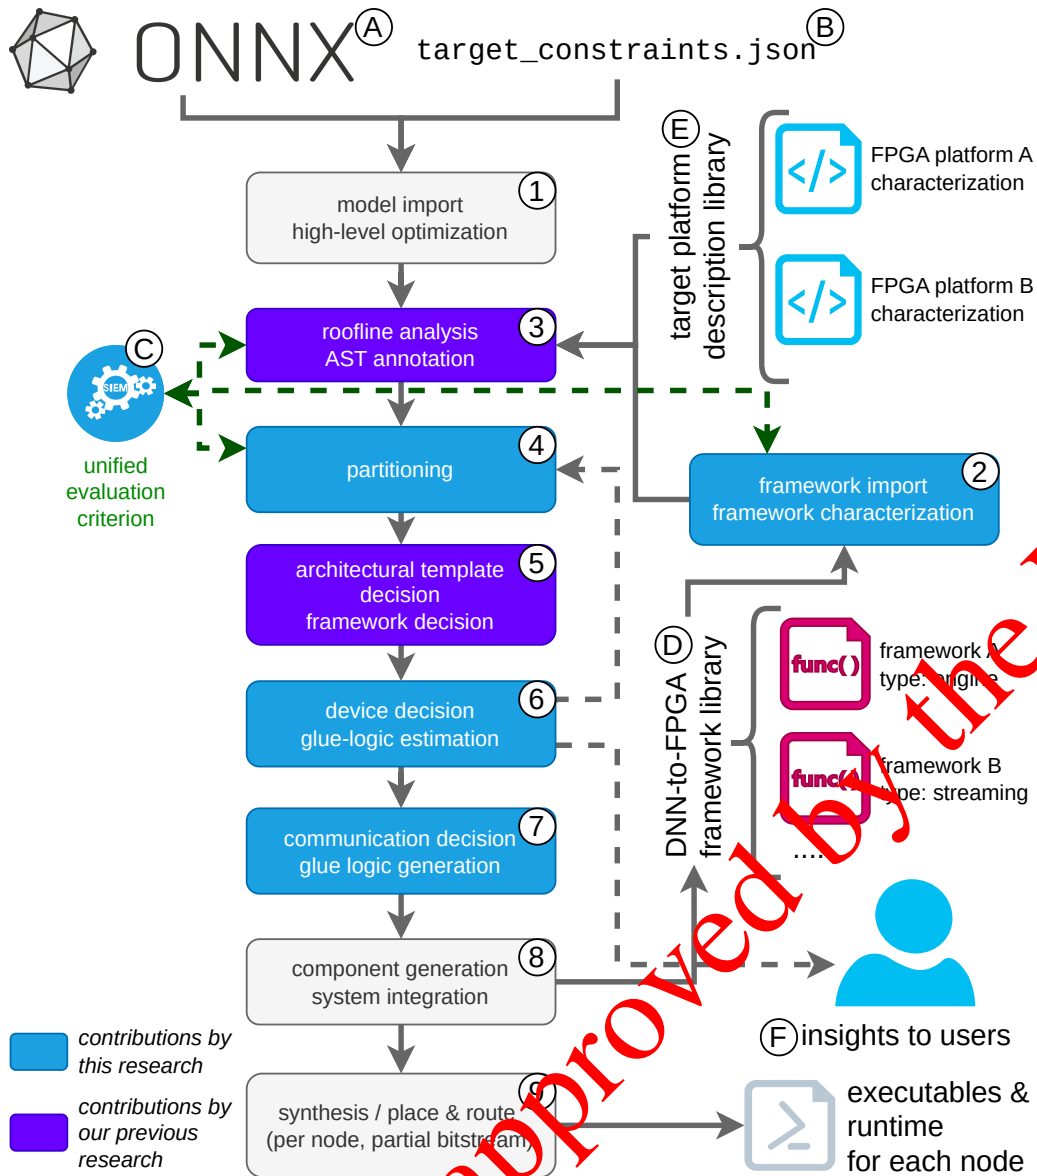 ONNX
A
target_constraints.json
B
model import
high-level optimization
1
E
target platform
description library
FPGA platform A
characterization
FPGA platform B
characterization
roofline analysis
AST annotation
3
C
SIEM
unified
evaluation
criterion
partitioning
4
framework import
framework characterization
2
architectural template
decision
framework decision
5
D
DNN-to-FPGA
framework library
func()
framework A
type: engine
func()
framework B
type: streaming
....
device decision
glue-logic estimation
6
communication decision
glue logic generation
7
component generation
system integration
8
F
insights to users
synthesis / place & route
(per node, partial bitstream)
9
executables &
runtime
for each node
contributions by
this research
contributions by
our previous
research
approved by the